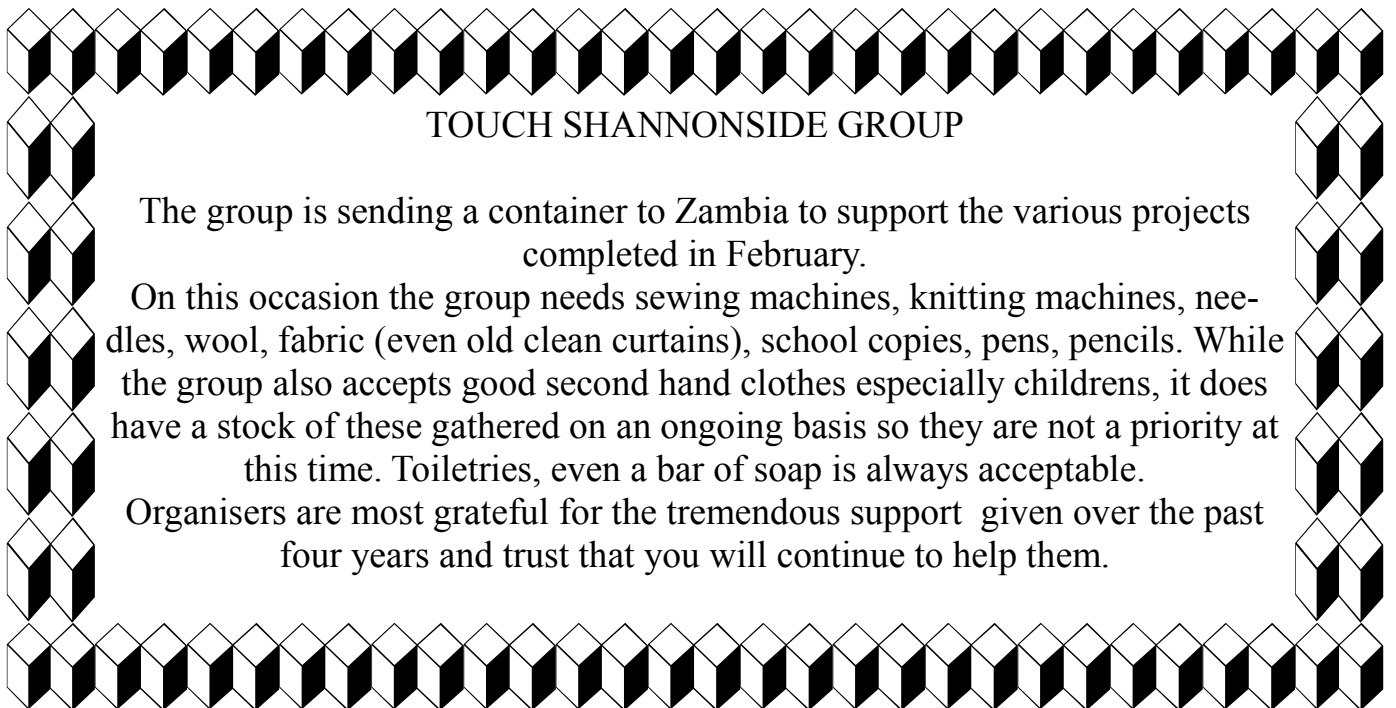 TOUCH SHANNONSIDE GROUP
The group is sending a container to Zambia to support the various projects
completed in February.
On this occasion the group needs sewing machines, knitting machines, nee-
dles, wool, fabric (even old clean curtains), school copies, pens, pencils. While
the group also accepts good second hand clothes especially childrens, it does
have a stock of these gathered on an ongoing basis so they are not a priority at
this time. Toiletries, even a bar of soap is always acceptable.
Organisers are most grateful for the tremendous support  given over the past
four years and trust that you will continue to help them.